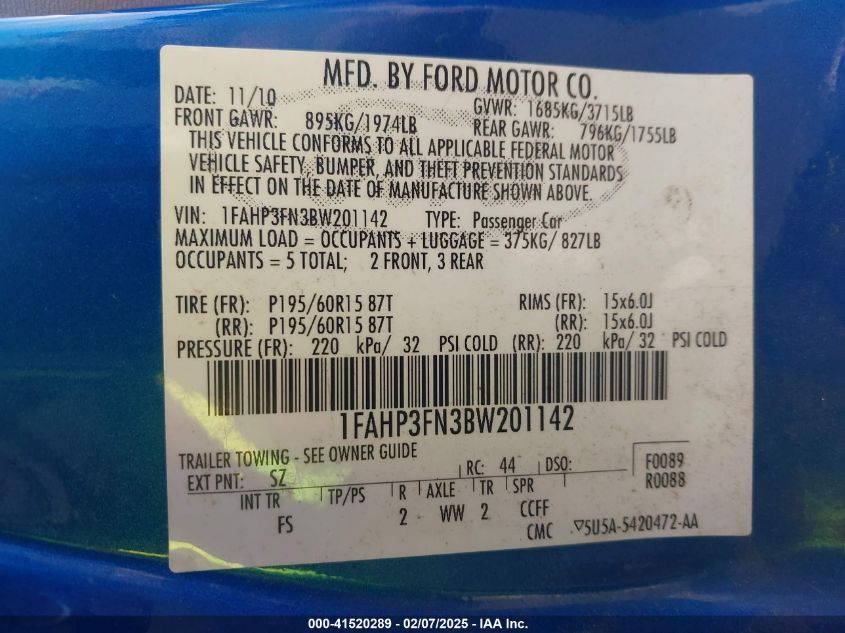 MFD. BY FORD MOTOR CO.
DATE: 11/10 GVWR: 1685KG/3715LB
FRONT GAWR: 895KG/1974LB REAR GAWR: 796KG/1755LB
THIS VEHICLE CONFORMS TO ALL APPLICABLE FEDERAL MOTOR
VEHICLE SAFETY, BUMPER, AND THEFT PREVENTION STANDARDS
IN EFFECT ON THE DATE OF MANUFACTURE SHOWN ABOVE.
VIN: 1FAHP3FN3BW201142 TYPE: Passenger Car
MAXIMUM LOAD = OCCUPANTS + LUGGAGE = 375KG/ 827LB
OCCUPANTS = 5 TOTAL; 2 FRONT, 3 REAR
TIRE (FR): P195/60R15 87T RIMS (FR): 15x6.0J
(RR): P195/60R15 87T (RR): 15x6.0J
PRESSURE (FR): 220 kPa/ 32 PSI COLD (RR): 220 kPa/ 32 PSI COLD
1FAHP3FN3BW201142
TRAILER TOWING - SEE OWNER GUIDE
EXT PNT: SZ RC: 44 DSO: F0089
R0088
INT TR TP/PS R AXLE TR SPR
FS 2 WW 2 CCFF
CMC ▽5U5A-5420472-AA
000-41520289 - 02/07/2025 - IAA Inc.